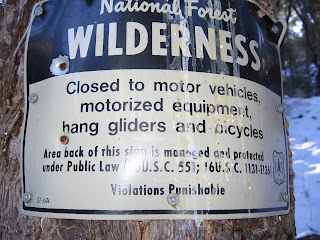 National Forest
WILDERNESS
Closed to motor vehicles,
motorized equipment,
hang gliders and bicycles
Area back of this sign is managed and protected
under Public Law U.S.C. 551; 16U.S.C. 1131-1136)
Violations Punishable